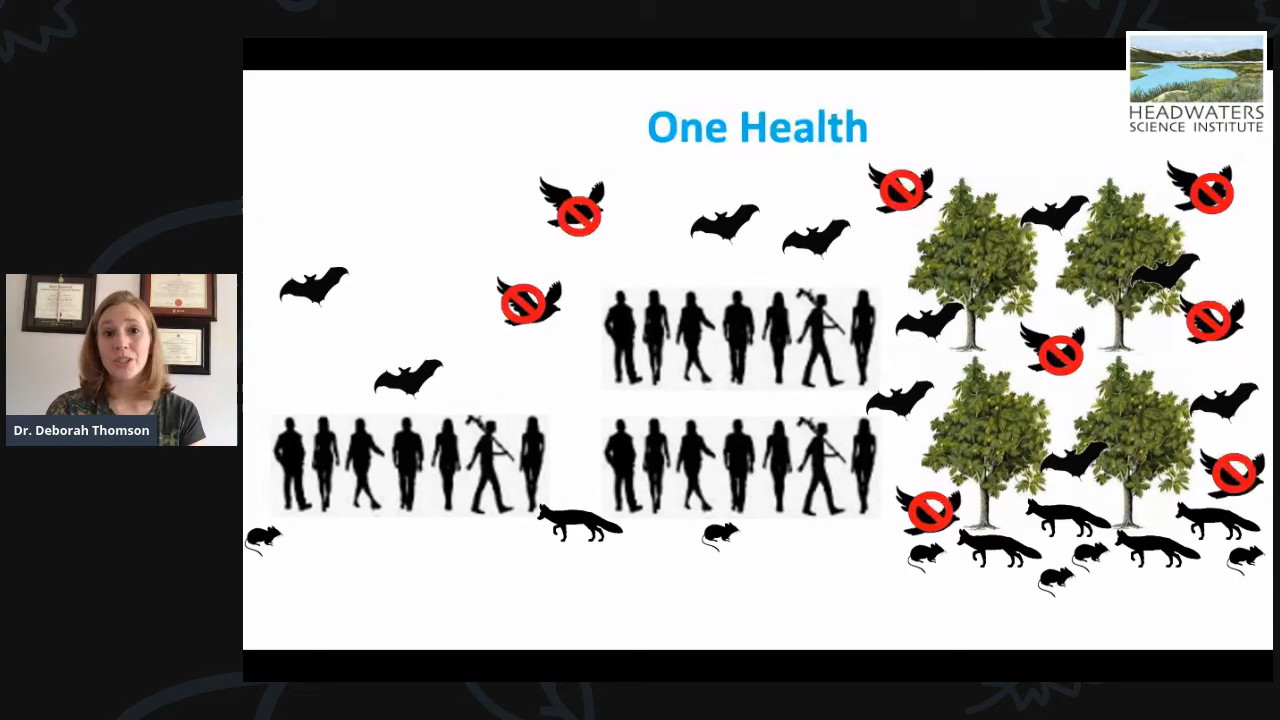 One Health
HEADWATERS
SCIENCE INSTITUTE
Dr. Deborah Thomson